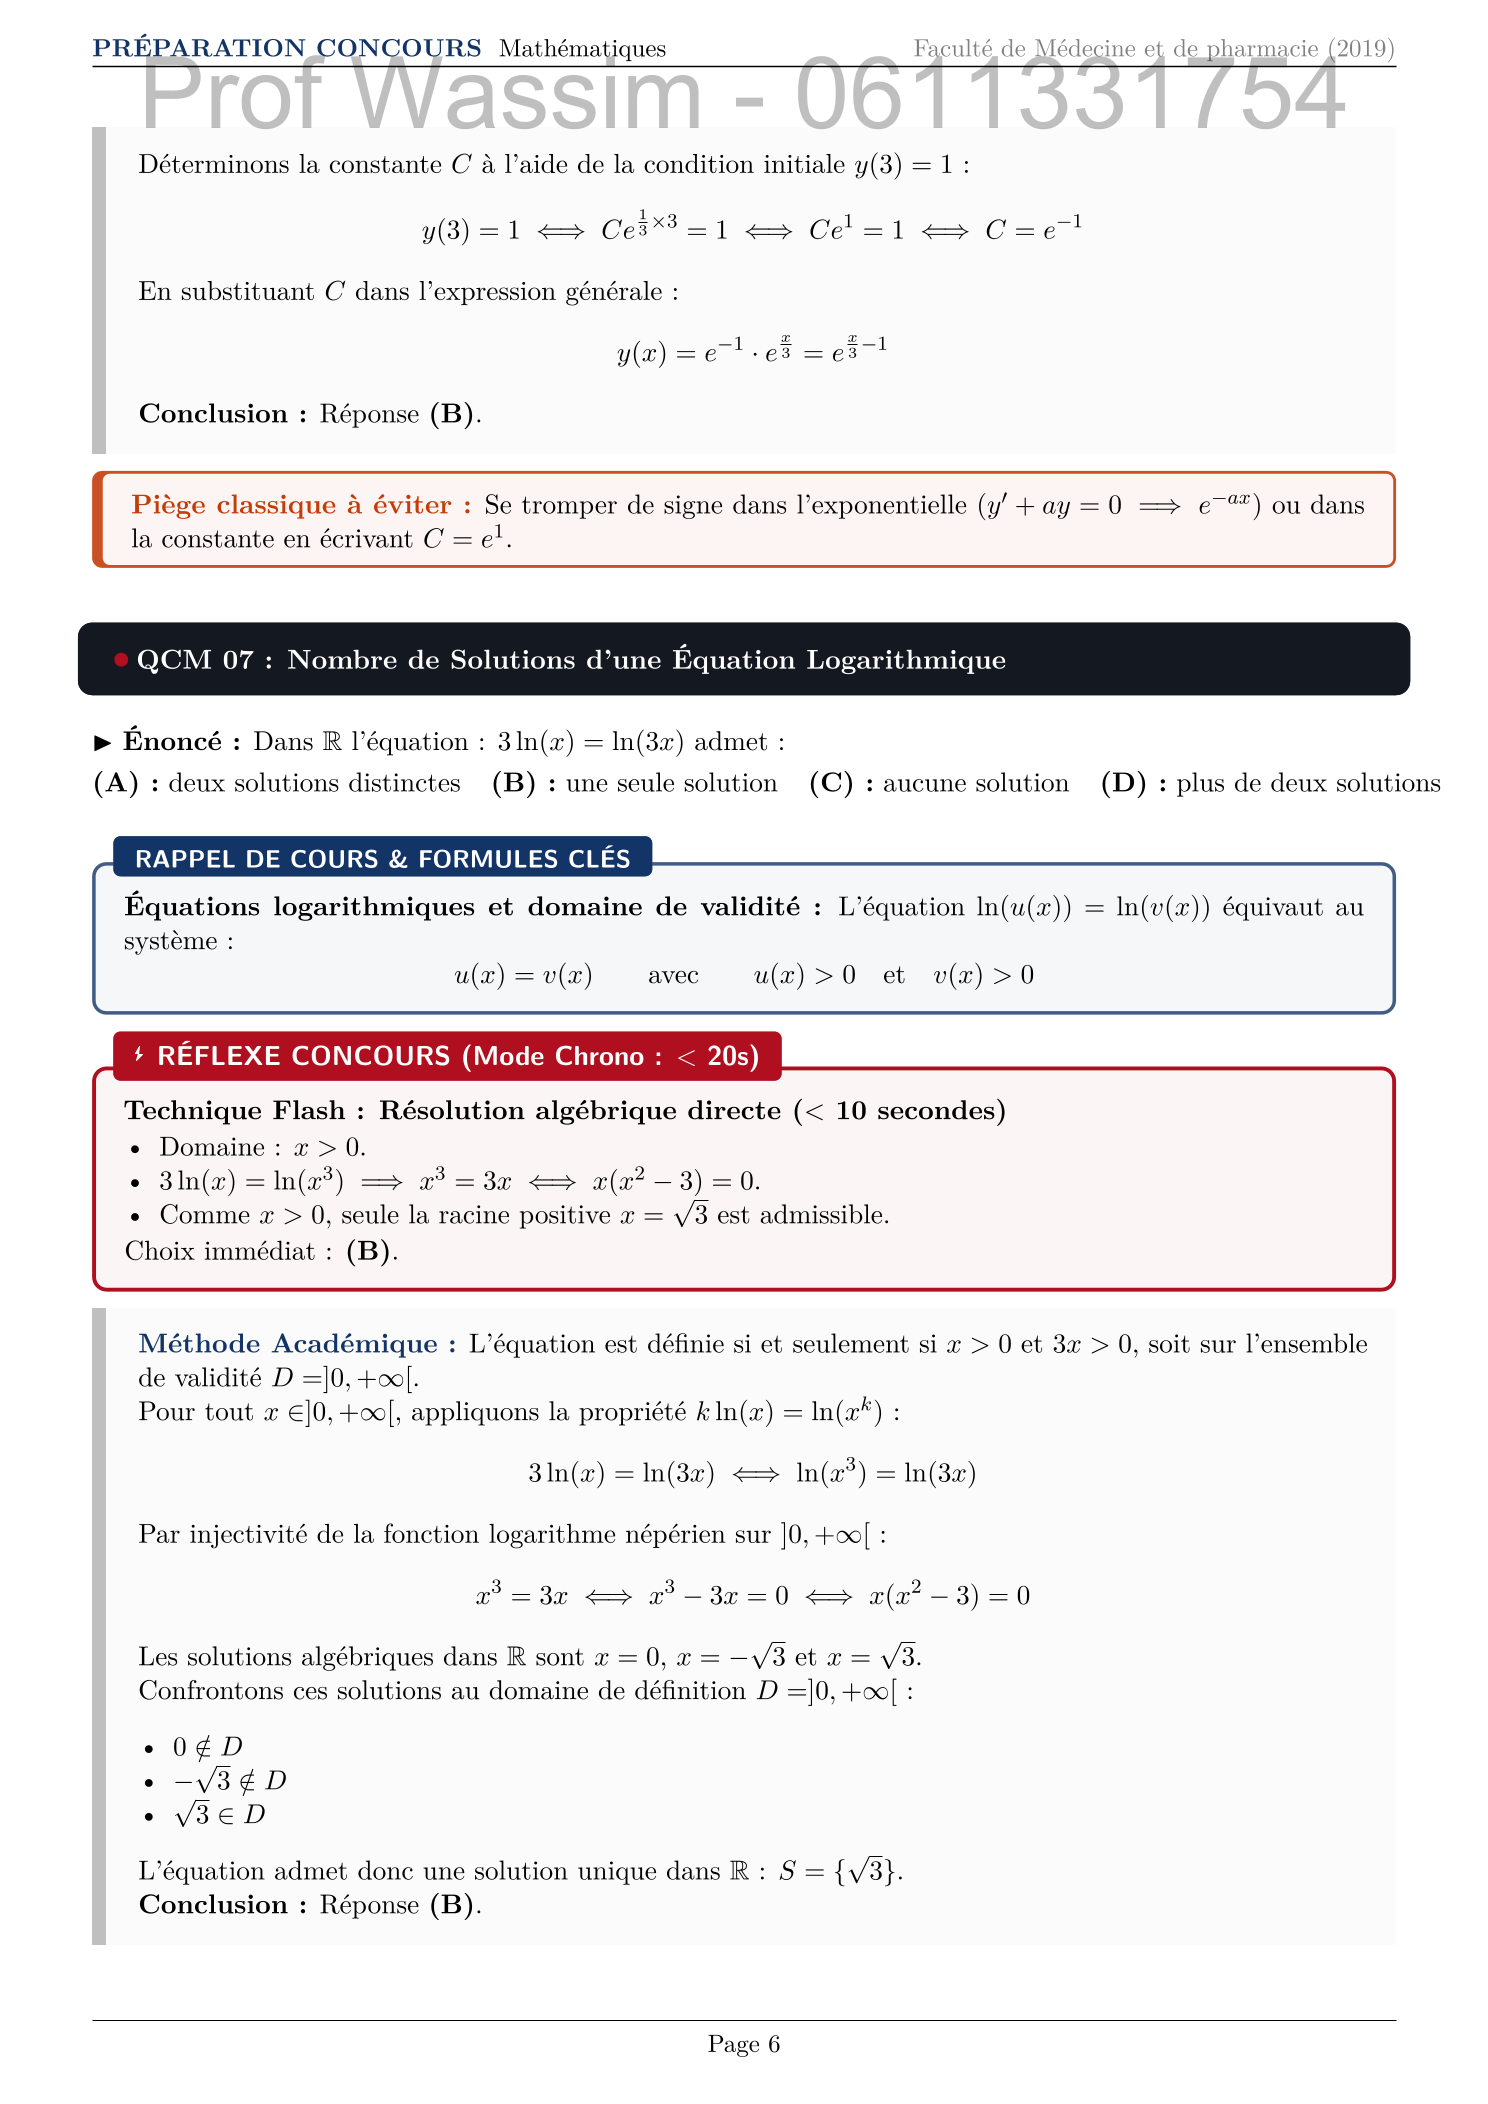 PRÉPARATION CONCOURS Mathématiques Faculté de Médecine et de pharmacie (2019)
Prof Wassim - 0611331754
Déterminons la constante C à l'aide de la condition initiale y(3) = 1 :
y(3) = 1 ⟺ Ce^{\frac{1}{3}×3} = 1 ⟺ Ce^1 = 1 ⟺ C = e^{−1}
En substituant C dans l'expression générale :
y(x) = e^{−1} · e^{\frac{x}{3}} = e^{\frac{x}{3}−1}
Conclusion : Réponse (B).
Piège classique à éviter : Se tromper de signe dans l'exponentielle (y′ + ay = 0 ⟹ e^{−ax}) ou dans
la constante en écrivant C = e^1.
• QCM 07 : Nombre de Solutions d'une Équation Logarithmique
▶ Énoncé : Dans ℝ l'équation : 3 ln(x) = ln(3x) admet :
(A) : deux solutions distinctes (B) : une seule solution (C) : aucune solution (D) : plus de deux solutions
RAPPEL DE COURS & FORMULES CLÉS
Équations logarithmiques et domaine de validité : L'équation ln(u(x)) = ln(v(x)) équivaut au
système :
u(x) = v(x) avec u(x) > 0 et v(x) > 0
⚡ RÉFLEXE CONCOURS (Mode Chrono : < 20s)
Technique Flash : Résolution algébrique directe (< 10 secondes)
• Domaine : x > 0.
• 3 ln(x) = ln(x³) ⟹ x³ = 3x ⟺ x(x² − 3) = 0.
• Comme x > 0, seule la racine positive x = √3 est admissible.
Choix immédiat : (B).
Méthode Académique : L'équation est définie si et seulement si x > 0 et 3x > 0, soit sur l'ensemble
de validité D =]0, +∞[.
Pour tout x ∈]0, +∞[, appliquons la propriété k ln(x) = ln(x^k) :
3 ln(x) = ln(3x) ⟺ ln(x³) = ln(3x)
Par injectivité de la fonction logarithme népérien sur ]0, +∞[ :
x³ = 3x ⟺ x³ − 3x = 0 ⟺ x(x² − 3) = 0
Les solutions algébriques dans ℝ sont x = 0, x = −√3 et x = √3.
Confrontons ces solutions au domaine de définition D =]0, +∞[ :
• 0 ∉ D
• −√3 ∉ D
• √3 ∈ D
L'équation admet donc une solution unique dans ℝ : S = {√3}.
Conclusion : Réponse (B).
Page 6